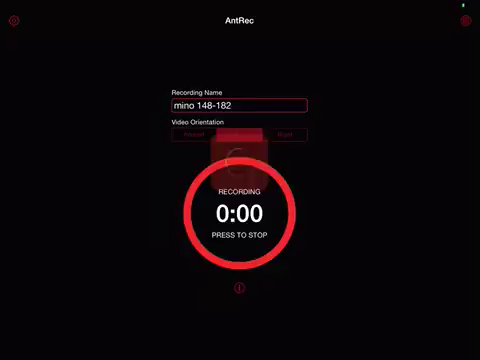 AntRec
Recording Name
mino 148-182
Video Orientation
RECORDING
0:00
PRESS TO STOP